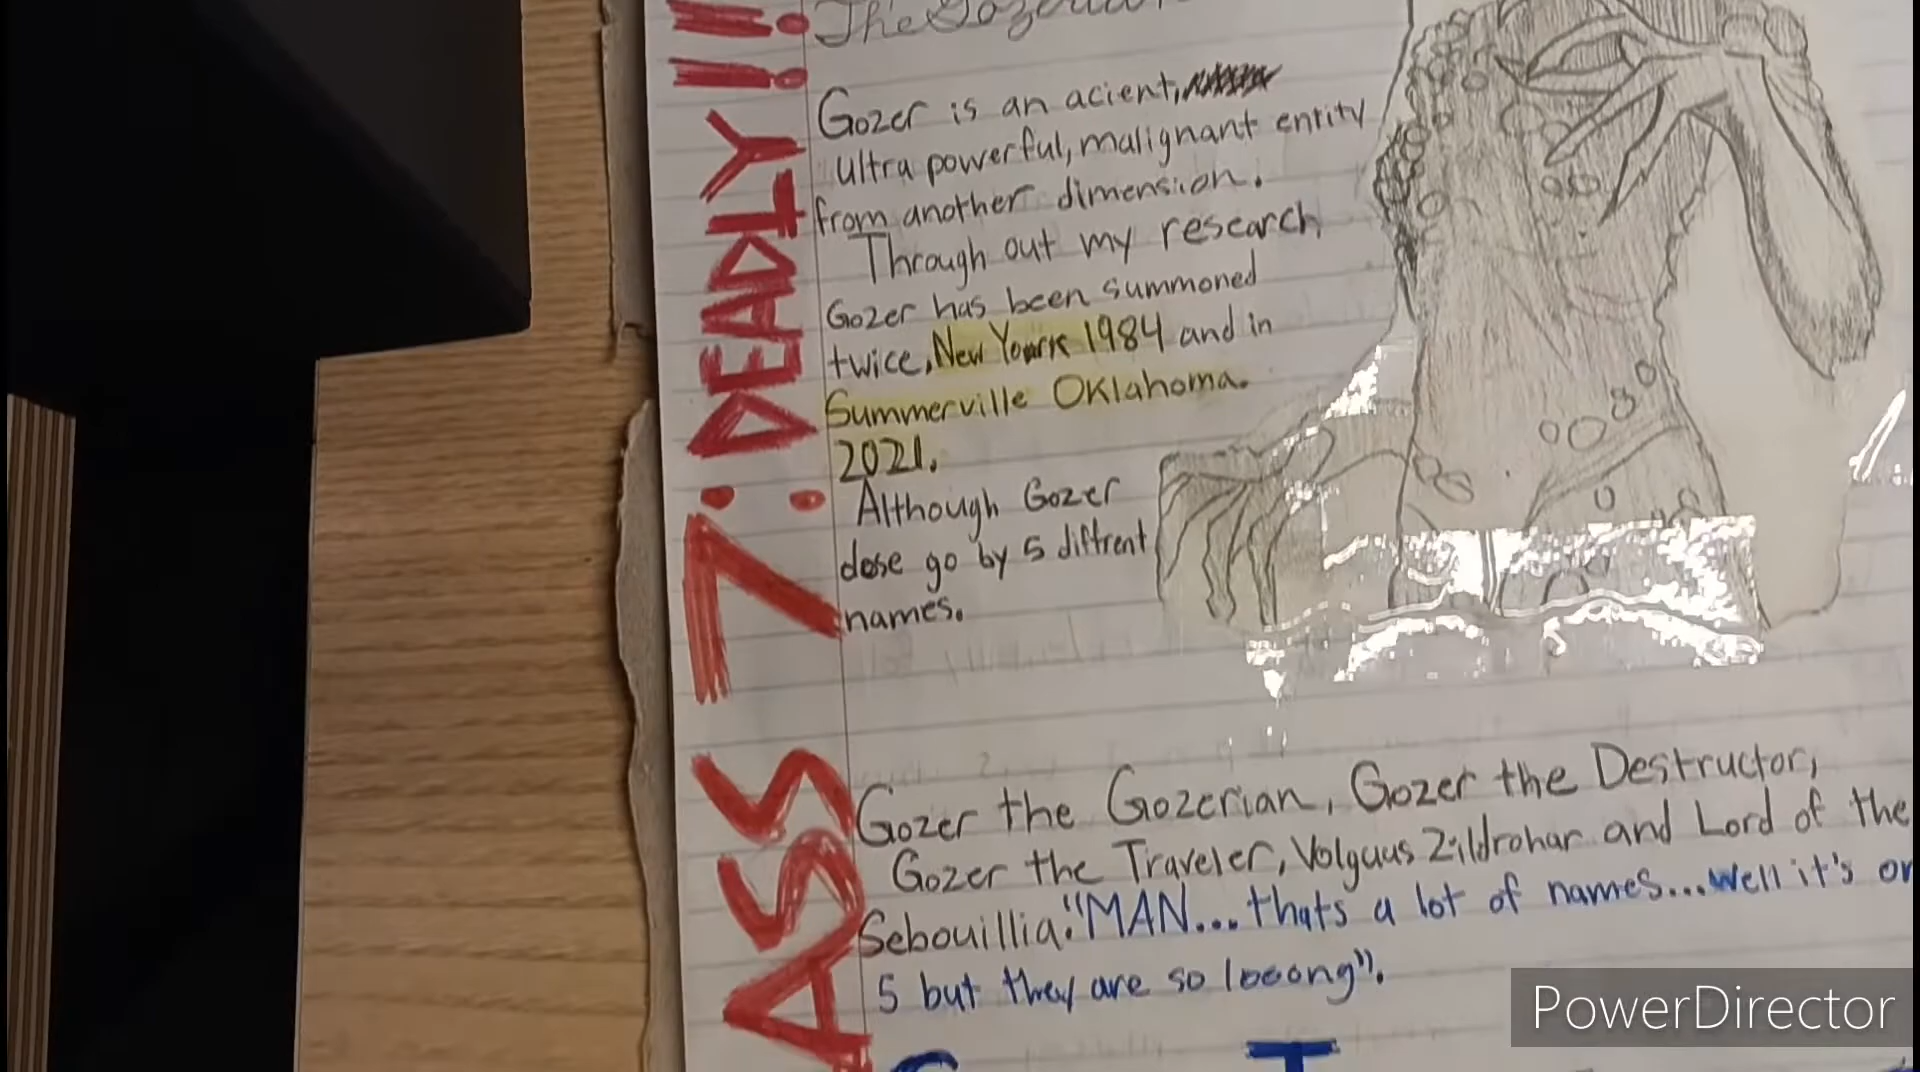 The Gozerian
Gozer is an acient,
ultra powerful, malignant entity
from another dimension.
Through out my research,
Gozer has been summoned
twice, New Yourk 1984 and in
Summerville Oklahoma.
2021.
Although Gozer
dose go by 5 diffrent
names.
Gozer the Gozerian, Gozer the Destructor,
Gozer the Traveler, Volguus Zildrohar and Lord of the
Sebouillia. "MAN... thats a lot of names... well it's
5 but they are so looong".
ASS 7: DEADLY!!
PowerDirector